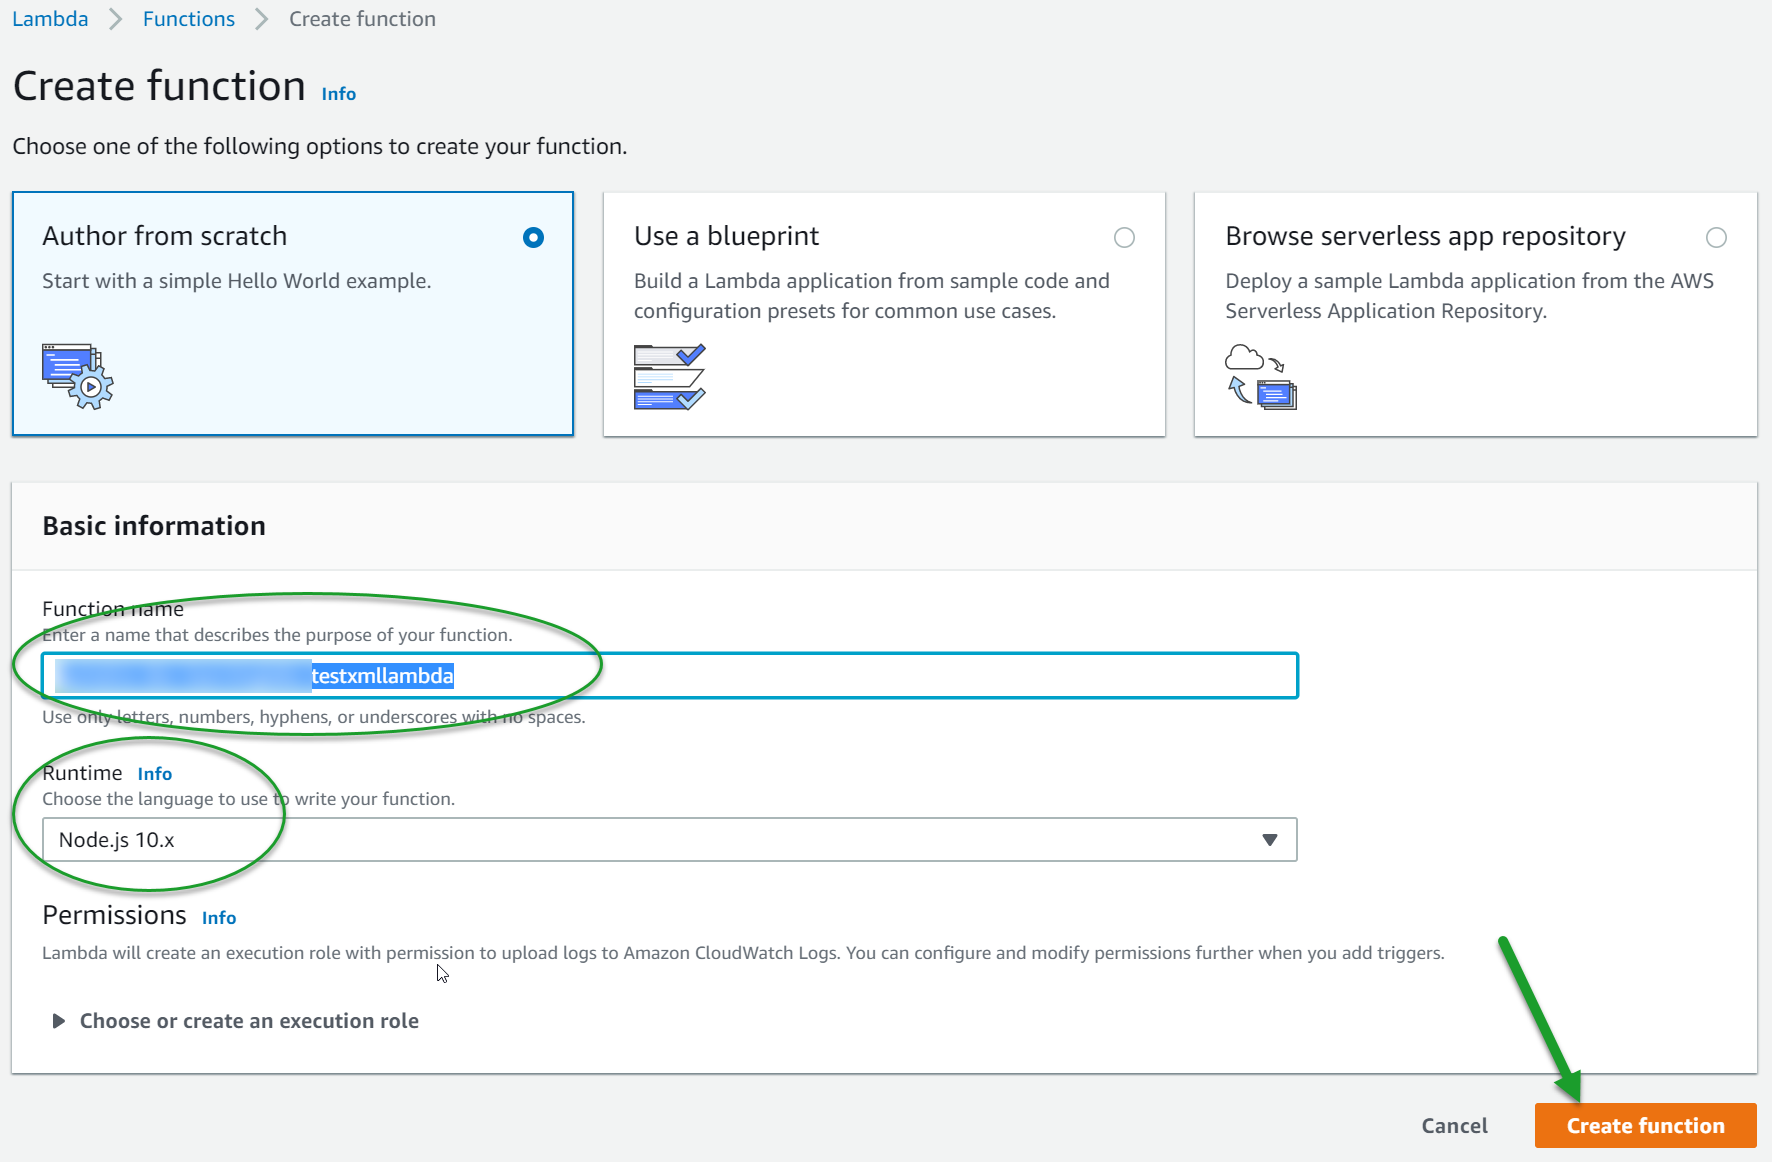 Lambda > Functions > Create function
Create function Info
Choose one of the following options to create your function.
Author from scratch
Start with a simple Hello World example.
Use a blueprint
Build a Lambda application from sample code and
configuration presets for common use cases.
Browse serverless app repository
Deploy a sample Lambda application from the AWS
Serverless Application Repository.
Basic information
Function name
Enter a name that describes the purpose of your function.
testxmllambda
Use only letters, numbers, hyphens, or underscores with no spaces.
Runtime Info
Choose the language to use to write your function.
Node.js 10.x
Permissions Info
Lambda will create an execution role with permission to upload logs to Amazon CloudWatch Logs. You can configure and modify permissions further when you add triggers.
Choose or create an execution role
Cancel
Create function